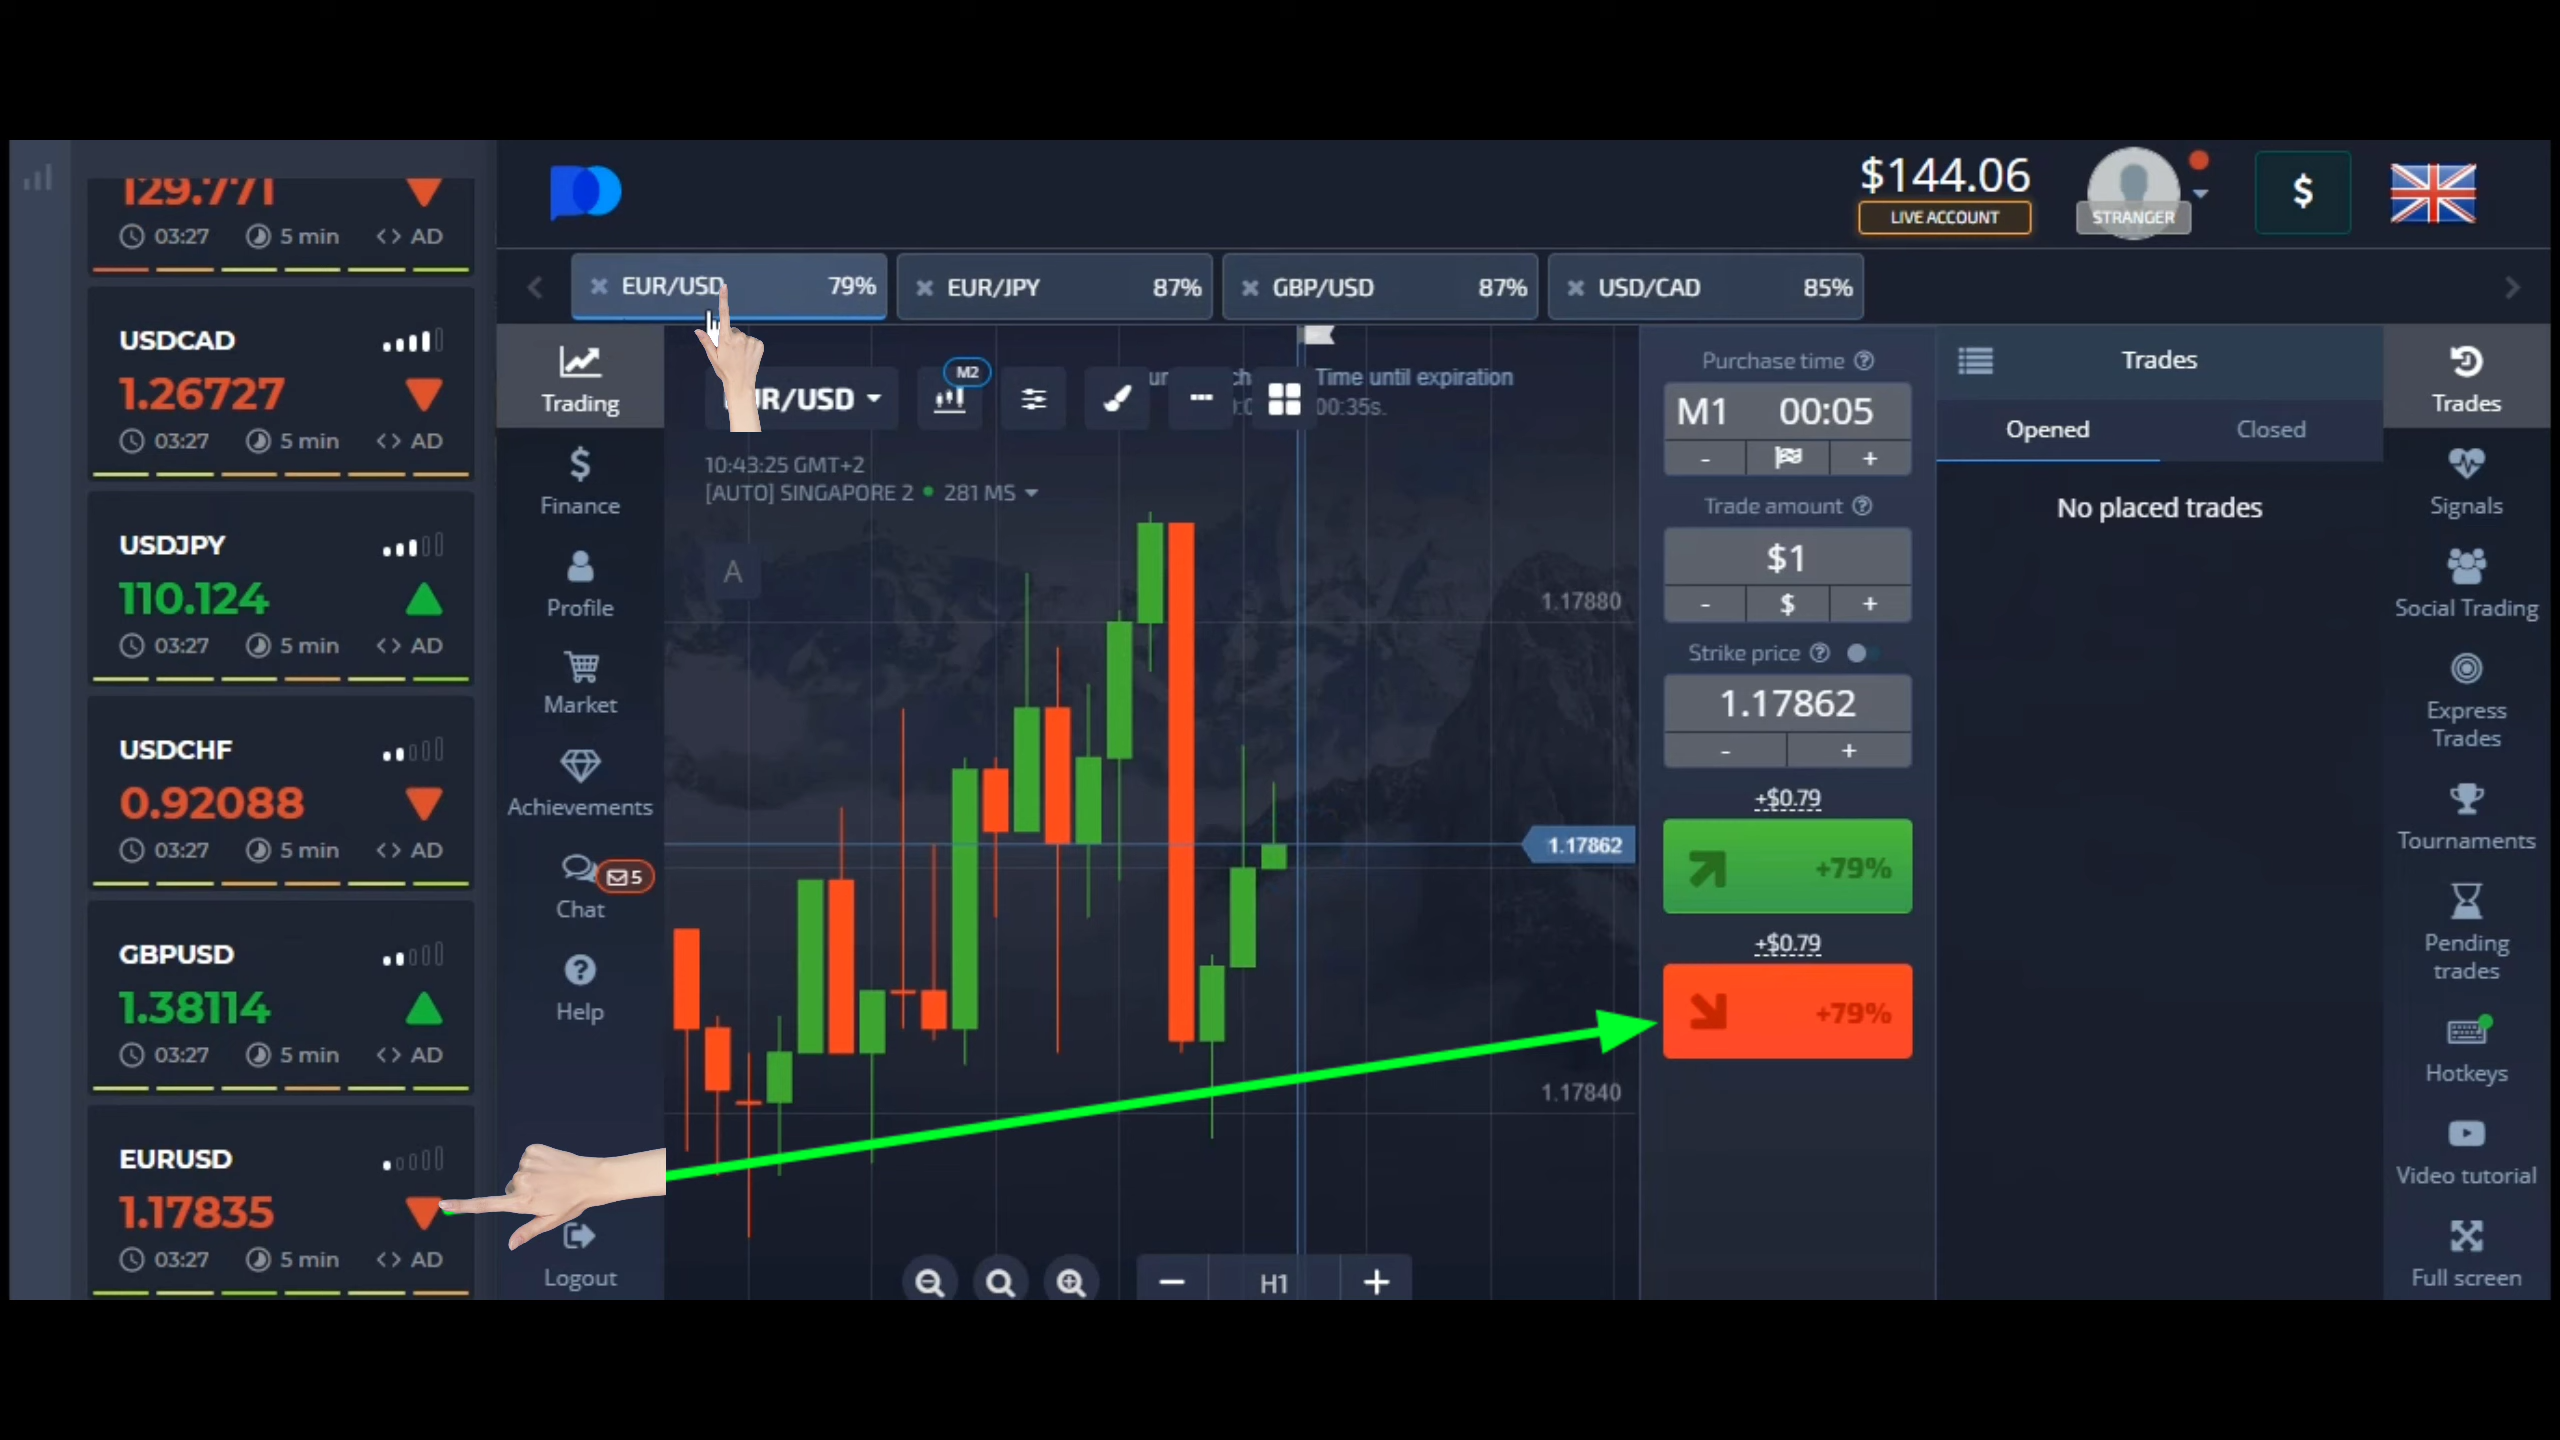 129.771
03:27 5 min <> AD
USDCAD
1.26727
03:27 5 min <> AD
USDJPY
110.124
03:27 5 min <> AD
USDCHF
0.92088
03:27 5 min <> AD
GBPUSD
1.38114
03:27 5 min <> AD
EURUSD
1.17835
03:27 5 min <> AD
$144.06
LIVE ACCOUNT
STRANGER
$
EUR/USD 79%
EUR/JPY 87%
GBP/USD 87%
USD/CAD 85%
Trading
Finance
Profile
Market
Achievements
5
Chat
Help
Logout
UR/USD
M2
Time until expiration
00:35s.
10:43:25 GMT+2
[AUTO] SINGAPORE 2 • 281 MS
A
1.17880
1.17862
1.17840
H1
Purchase time
M1 00:05
- +
Trade amount
$1
- $ +
Strike price
1.17862
- +
+$0.79
+79%
+$0.79
+79%
Trades
Opened Closed
No placed trades
Trades
Signals
Social Trading
Express
Trades
Tournaments
Pending
trades
Hotkeys
Video tutorial
Full screen